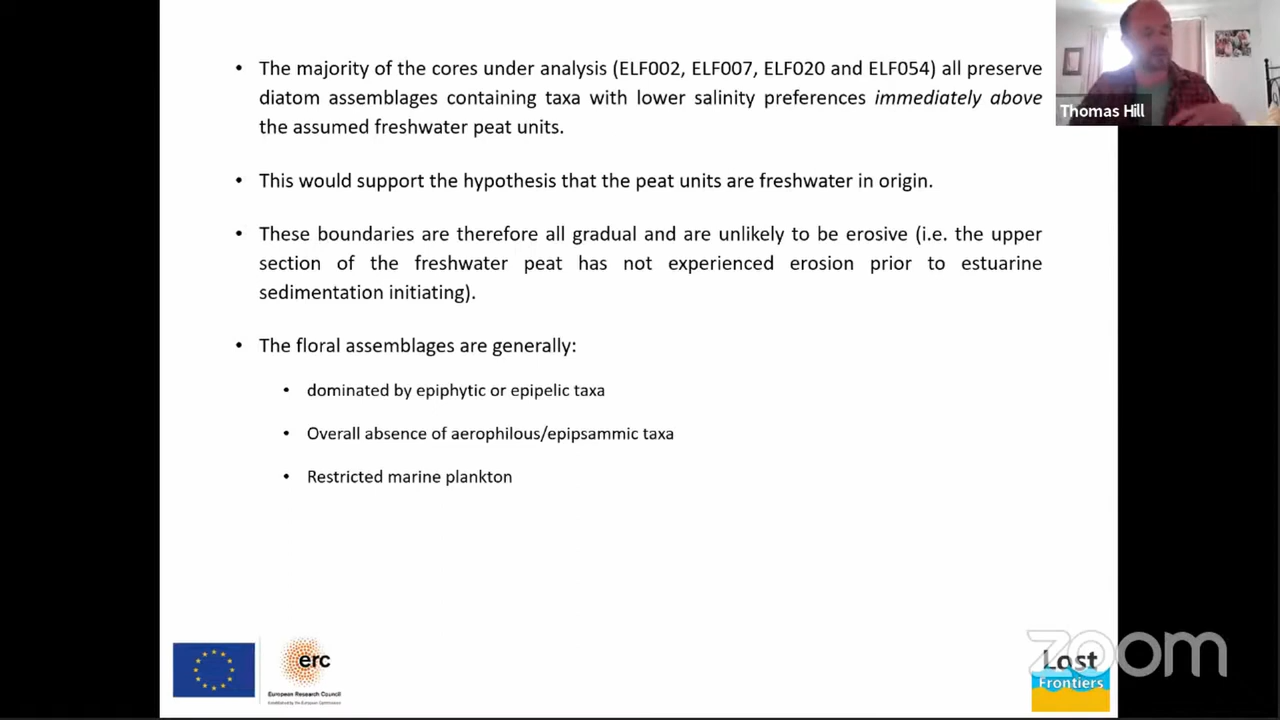 • The majority of the cores under analysis (ELF002, ELF007, ELF020 and ELF054) all preserve
diatom assemblages containing taxa with lower salinity preferences immediately above
the assumed freshwater peat units.
• This would support the hypothesis that the peat units are freshwater in origin.
• These boundaries are therefore all gradual and are unlikely to be erosive (i.e. the upper
section of the freshwater peat has not experienced erosion prior to estuarine
sedimentation initiating).
• The floral assemblages are generally:
• dominated by epiphytic or epipelic taxa
• Overall absence of aerophilous/epipsammic taxa
• Restricted marine plankton
Thomas Hill
erc
European Research Council
Established by the European Commission
Lost
Frontiers
zoom